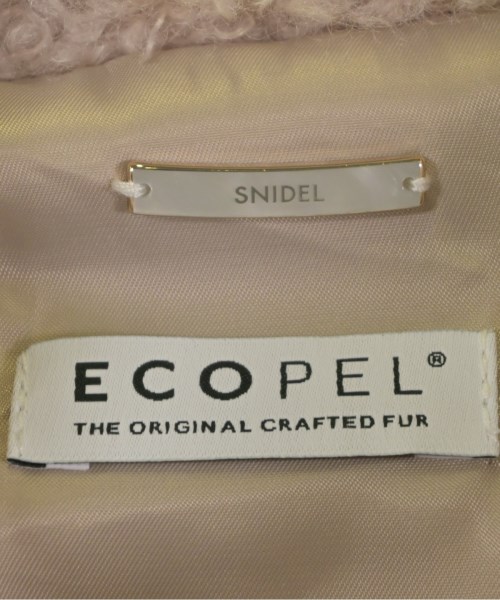 SNIDEL
ECOPEL®
THE ORIGINAL CRAFTED FUR